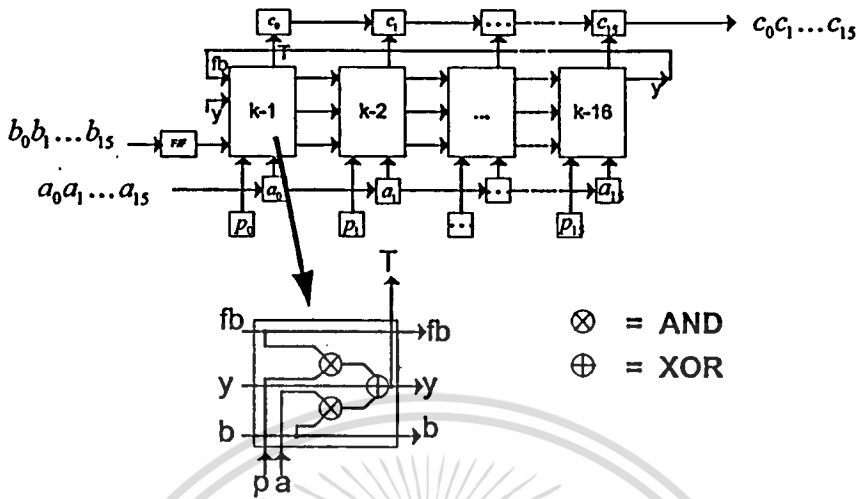 c₀ c₁ ... c₁₅ c₀c₁...c₁₅
T
fb
y k-1 k-2 ... k-16 y
b₀b₁...b₁₅
a₀a₁...a₁₅ a₀ a₁ a₁₅
p₀ p₁ p₁₅
T
fb fb ⊗ = AND
y y ⊕ = XOR
b b
p a